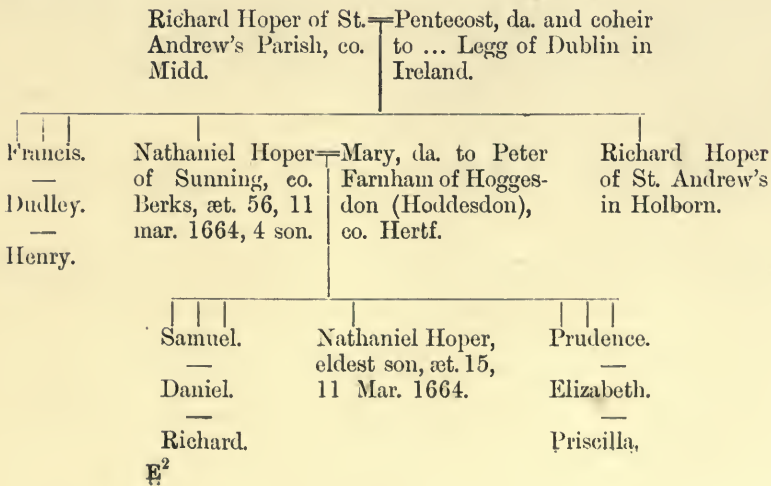 Richard Hoper of St.
Andrew's Parish, co.
Midd.
Pentecost, da. and coheir
to ... Legg of Dublin in
Ireland.
Francis.
—
Dudley.
—
Henry.
Nathaniel Hoper
of Sunning, co.
Berks, æt. 56, 11
mar. 1664, 4 son.
Mary, da. to Peter
Farnham of Hogges-
don (Hoddesdon),
co. Hertf.
Richard Hoper
of St. Andrew's
in Holborn.
Samuel.
—
Daniel.
—
Richard.
Nathaniel Hoper,
eldest son, æt. 15,
11 Mar. 1664.
Prudence.
—
Elizabeth.
—
Priscilla.
E²